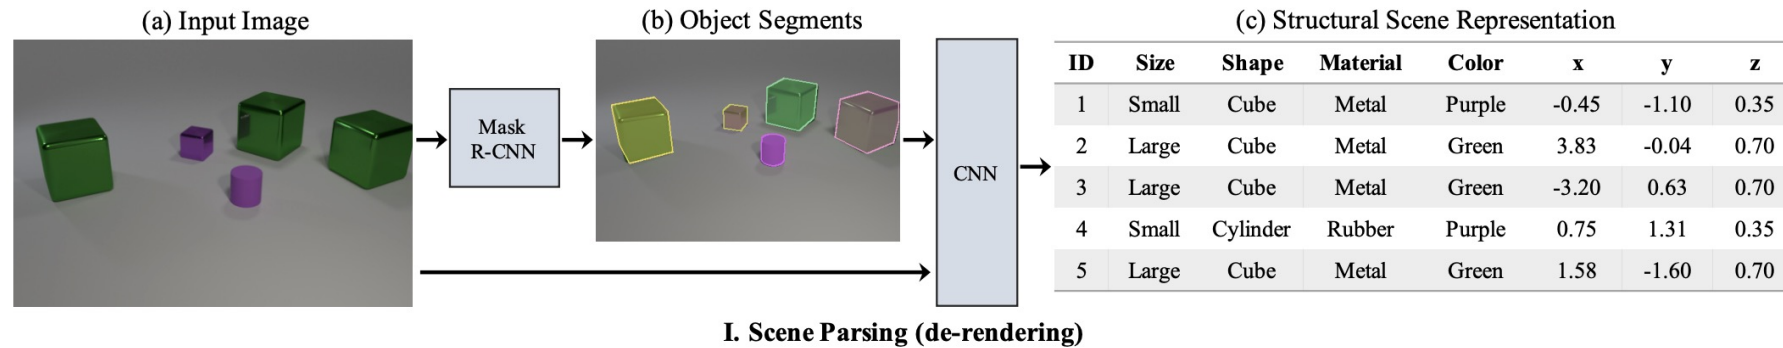 (a) Input Image
(b) Object Segments
(c) Structural Scene Representation
Mask
R-CNN
CNN
ID Size Shape Material Color x y z
1 Small Cube Metal Purple -0.45 -1.10 0.35
2 Large Cube Metal Green 3.83 -0.04 0.70
3 Large Cube Metal Green -3.20 0.63 0.70
4 Small Cylinder Rubber Purple 0.75 1.31 0.35
5 Large Cube Metal Green 1.58 -1.60 0.70
I. Scene Parsing (de-rendering)